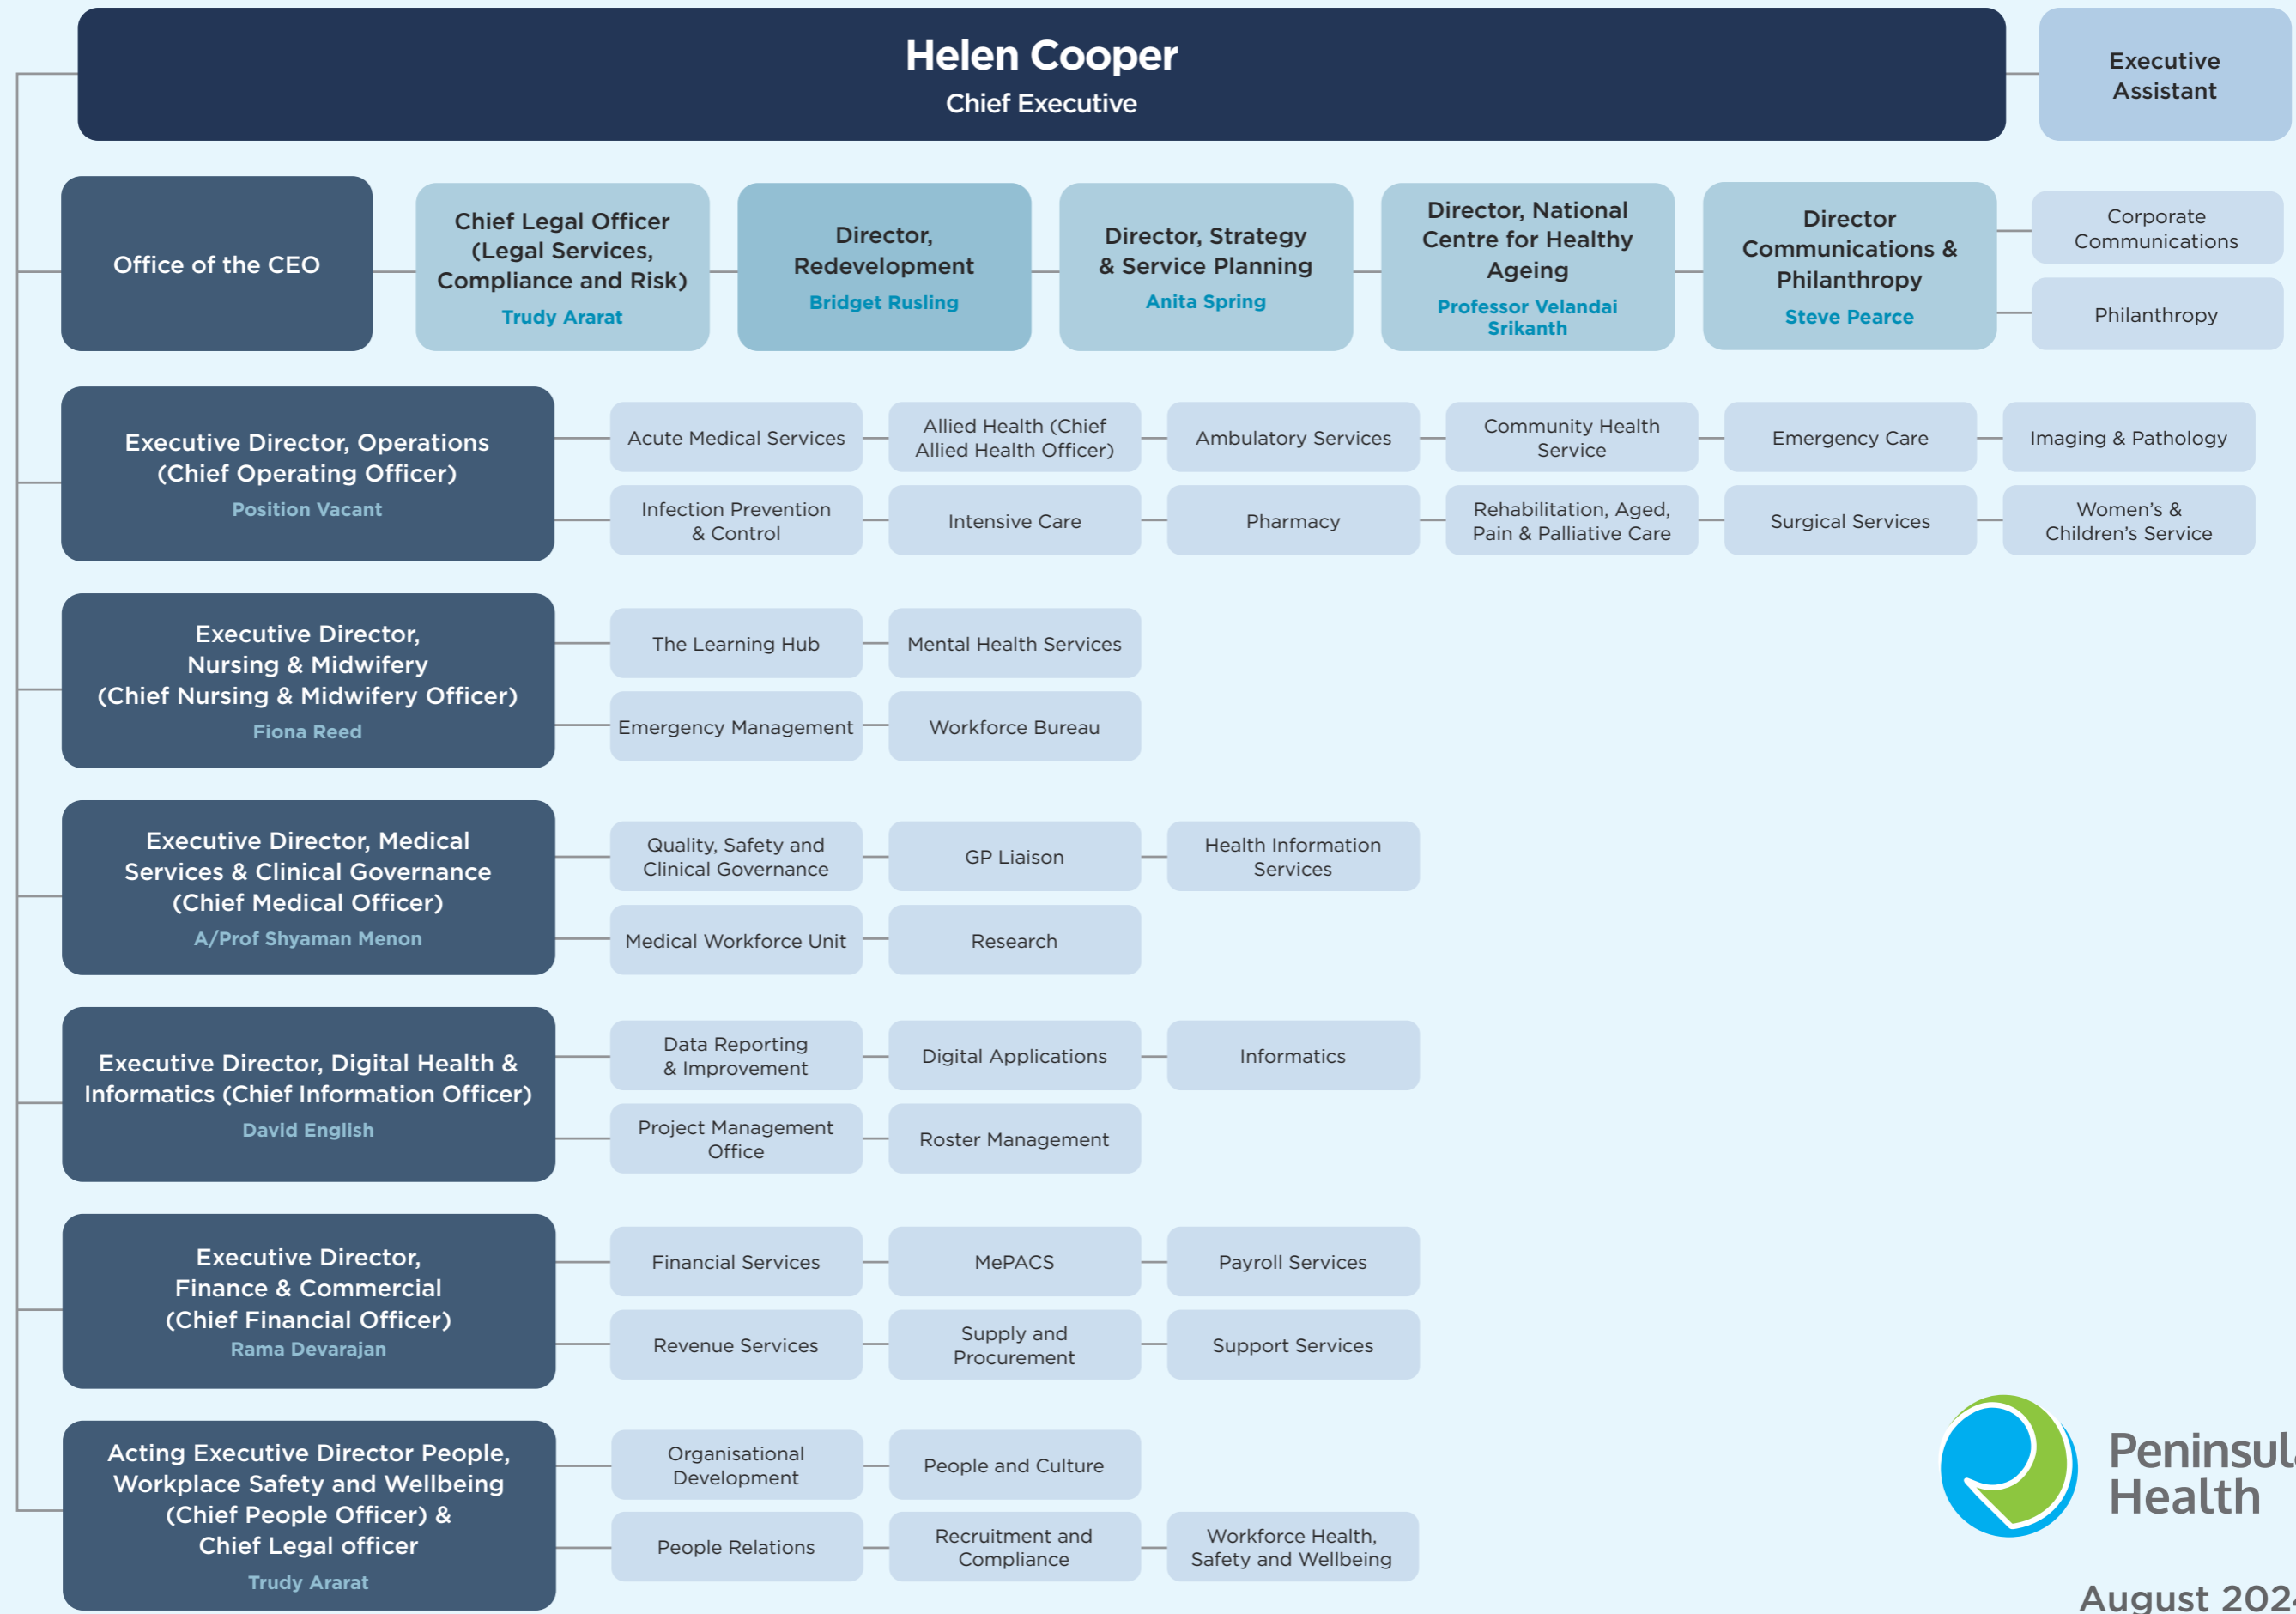 Helen Cooper
Chief Executive
Executive
Assistant
Office of the CEO
Chief Legal Officer
(Legal Services,
Compliance and Risk)
Trudy Ararat
Director,
Redevelopment
Bridget Rusling
Director, Strategy
& Service Planning
Anita Spring
Director, National
Centre for Healthy
Ageing
Professor Velandai
Srikanth
Director
Communications &
Philanthropy
Steve Pearce
Corporate
Communications
Philanthropy
Executive Director, Operations
(Chief Operating Officer)
Position Vacant
Acute Medical Services
Allied Health (Chief
Allied Health Officer)
Ambulatory Services
Community Health
Service
Emergency Care
Imaging & Pathology
Infection Prevention
& Control
Intensive Care
Pharmacy
Rehabilitation, Aged,
Pain & Palliative Care
Surgical Services
Women’s &
Children’s Service
Executive Director,
Nursing & Midwifery
(Chief Nursing & Midwifery Officer)
Fiona Reed
The Learning Hub
Mental Health Services
Emergency Management
Workforce Bureau
Executive Director, Medical
Services & Clinical Governance
(Chief Medical Officer)
A/Prof Shyaman Menon
Quality, Safety and
Clinical Governance
GP Liaison
Health Information
Services
Medical Workforce Unit
Research
Executive Director, Digital Health &
Informatics (Chief Information Officer)
David English
Data Reporting
& Improvement
Digital Applications
Informatics
Project Management
Office
Roster Management
Executive Director,
Finance & Commercial
(Chief Financial Officer)
Rama Devarajan
Financial Services
MePACS
Payroll Services
Revenue Services
Supply and
Procurement
Support Services
Acting Executive Director People,
Workplace Safety and Wellbeing
(Chief People Officer) &
Chief Legal officer
Trudy Ararat
Organisational
Development
People and Culture
People Relations
Recruitment and
Compliance
Workforce Health,
Safety and Wellbeing
Peninsula
Health
August